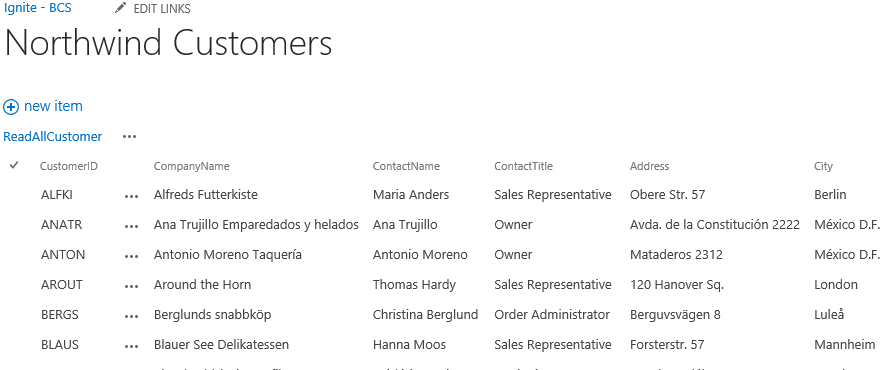 Ignite - BCS EDIT LINKS
Northwind Customers
new item
ReadAllCustomer ...
CustomerID CompanyName ContactName ContactTitle Address City
ALFKI ... Alfreds Futterkiste Maria Anders Sales Representative Obere Str. 57 Berlin
ANATR ... Ana Trujillo Emparedados y helados Ana Trujillo Owner Avda. de la Constitución 2222 México D.F.
ANTON ... Antonio Moreno Taquería Antonio Moreno Owner Mataderos 2312 México D.F.
AROUT ... Around the Horn Thomas Hardy Sales Representative 120 Hanover Sq. London
BERGS ... Berglunds snabbköp Christina Berglund Order Administrator Berguvsvägen 8 Luleå
BLAUS ... Blauer See Delikatessen Hanna Moos Sales Representative Forsterstr. 57 Mannheim